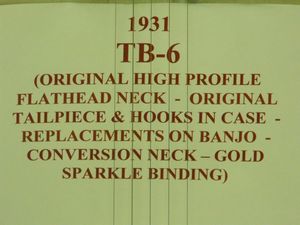 1931
TB-6
(ORIGINAL HIGH PROFILE
FLATHEAD NECK - ORIGINAL
TAILPIECE & HOOKS IN CASE -
REPLACEMENTS ON BANJO -
CONVERSION NECK – GOLD
SPARKLE BINDING)